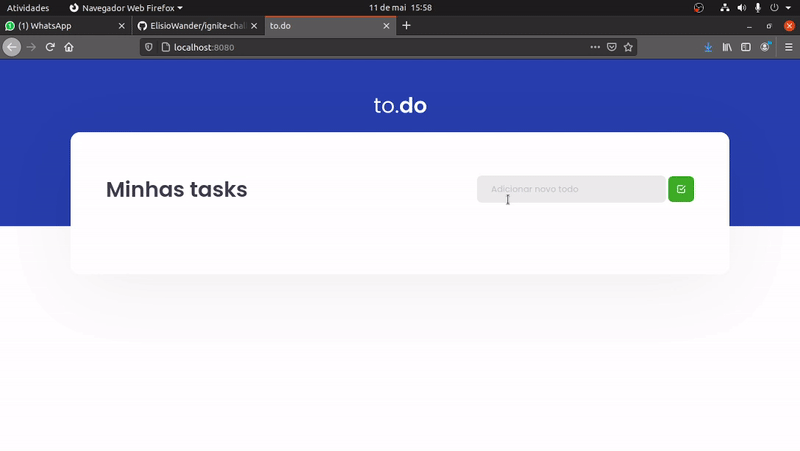 Atividades Navegador Web Firefox 11 de mai 15:58
(1) WhatsApp ElisioWander/ignite-chal to.do
localhost:8080
to.do
Minhas tasks Adicionar novo todo